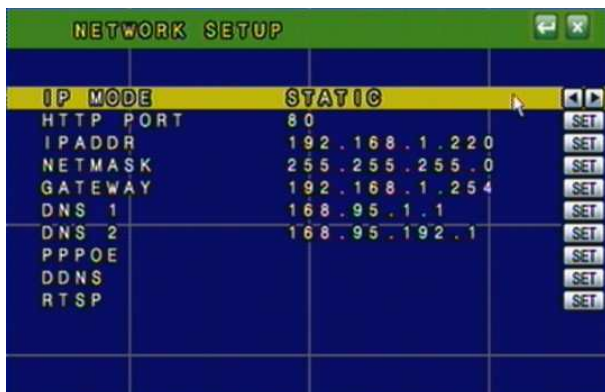 NETWORK SETUP
IP MODE STATIC
HTTP PORT 80 SET
IPADDR 192.168.1.220 SET
NETMASK 255.255.255.0 SET
GATEWAY 192.168.1.254 SET
DNS 1 168.95.1.1 SET
DNS 2 168.95.192.1 SET
PPPOE SET
DDNS SET
RTSP SET